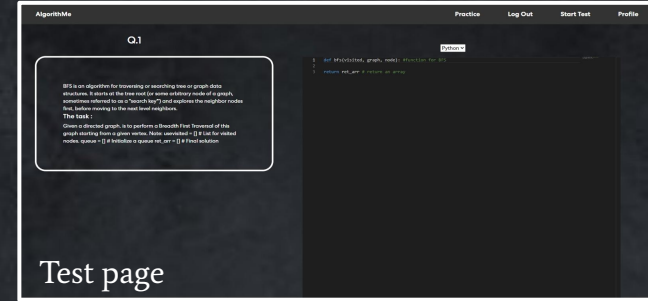 AlgorithMe
Practice Log Out Start Test Profile
Q.1
Python
BFS is an algorithm for traversing or searching tree or graph data
structures. It starts at the tree root (or some arbitrary node of a graph,
sometimes referred to as a "search key") and explores the neighbor nodes
first, before moving to the next level neighbors.
The task :
Given a directed graph, is to perform a Breadth First Traversal of this
graph starting from a given vertex. Note: usevisited = [] # List for visited
nodes. queue = [] # Initialize a queue ret_arr = [] # Final solution
1 def bfs(visited, graph, node): #function for BFS
2
3 return ret_arr # return an array
Test page